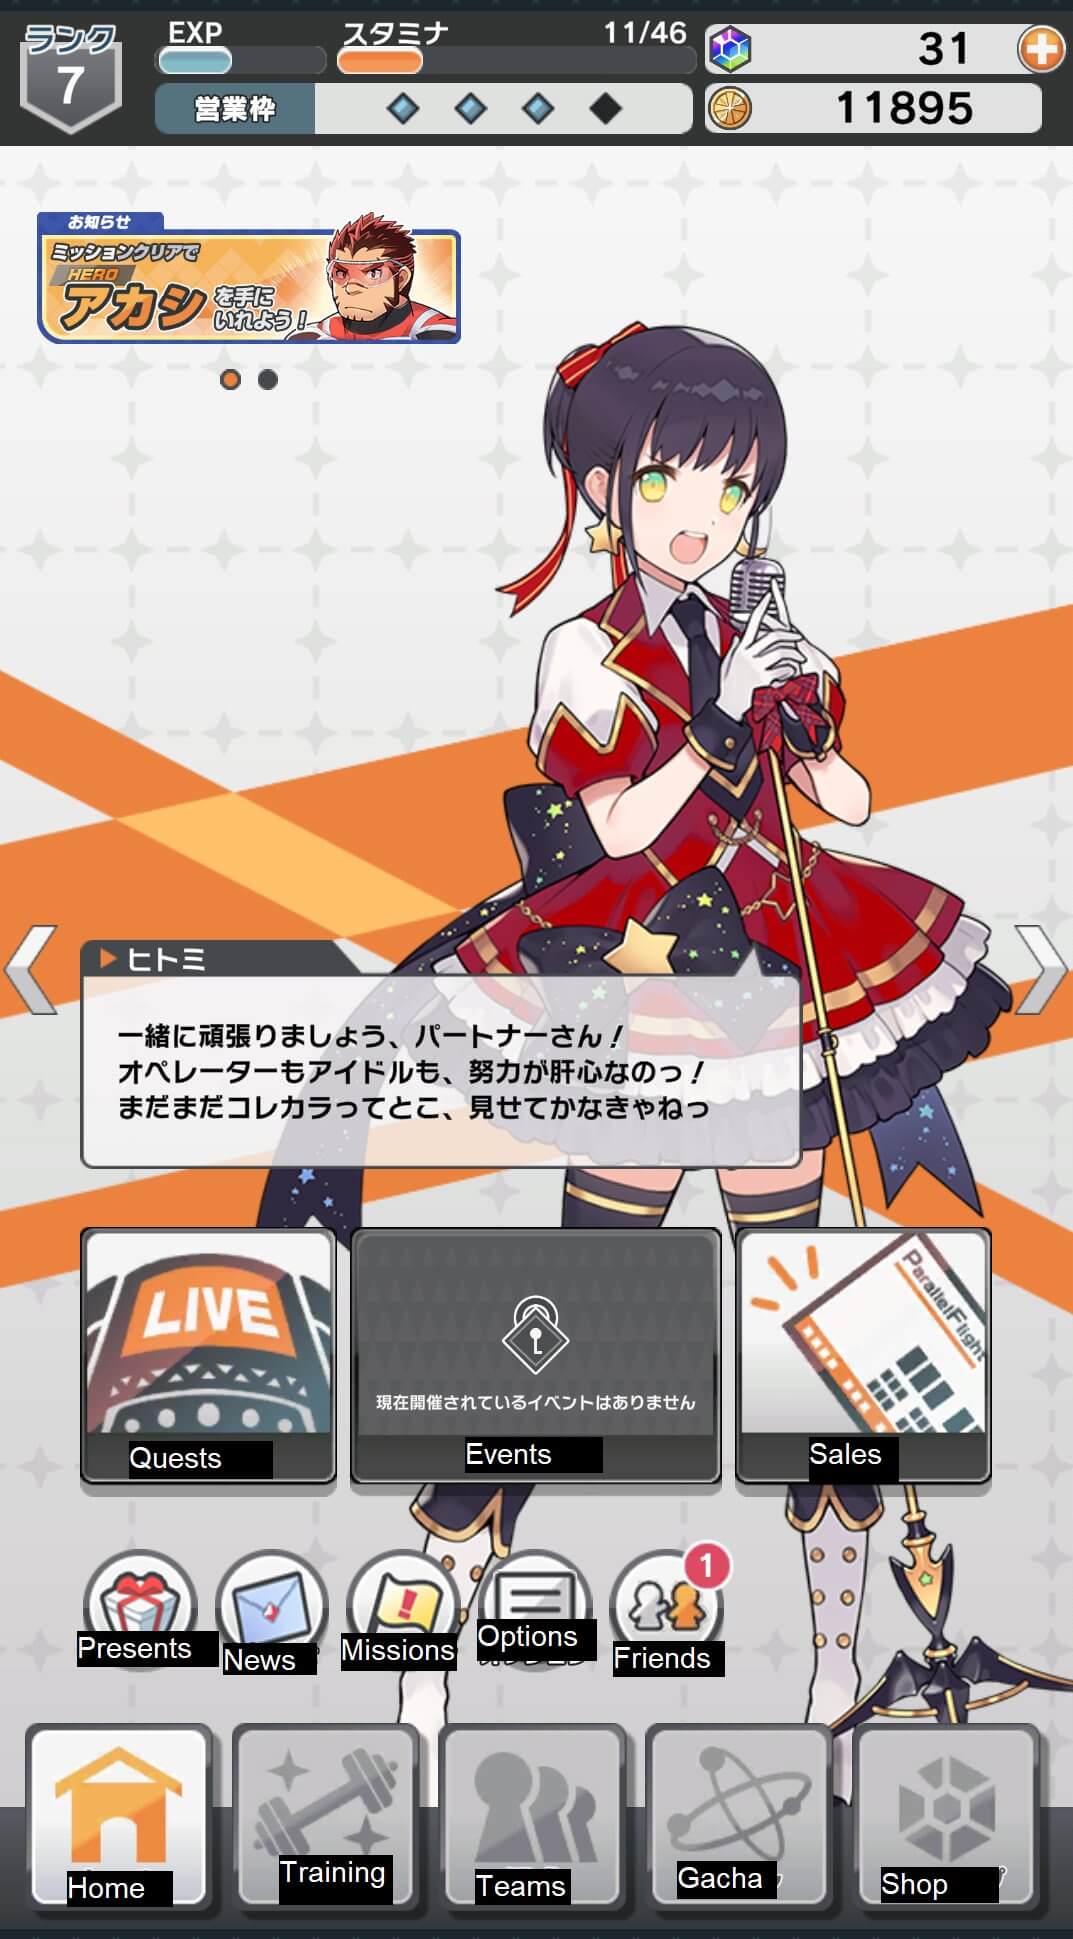 ランク
7
EXP
スタミナ
11/46
31
営業枠
11895
お知らせ
ミッションクリアで
HERO
アカシを手に
いれよう!
ヒトミ
一緒に頑張りましょう、パートナーさん!
オペレーターもアイドルも、努力が肝心なのっ!
まだまだコレカラってとこ、見せてかなきゃねっ
LIVE
現在開催されているイベントはありません
ParallelFlight
Quests
Events
Sales
1
Presents
News
Missions
Options
Friends
Home
Training
Teams
Gacha
Shop